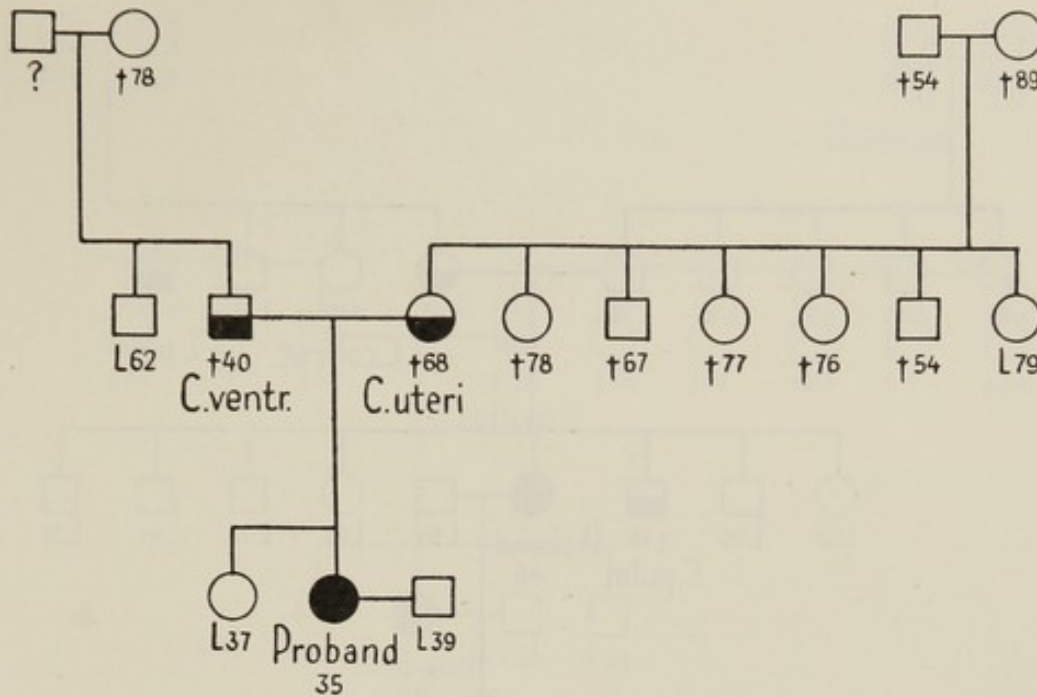 ?
†78
†54
†89
L62
†40
†68
†78
†67
†77
†76
†54
L79
C.ventr.
C.uteri
L37
Proband
35
L39